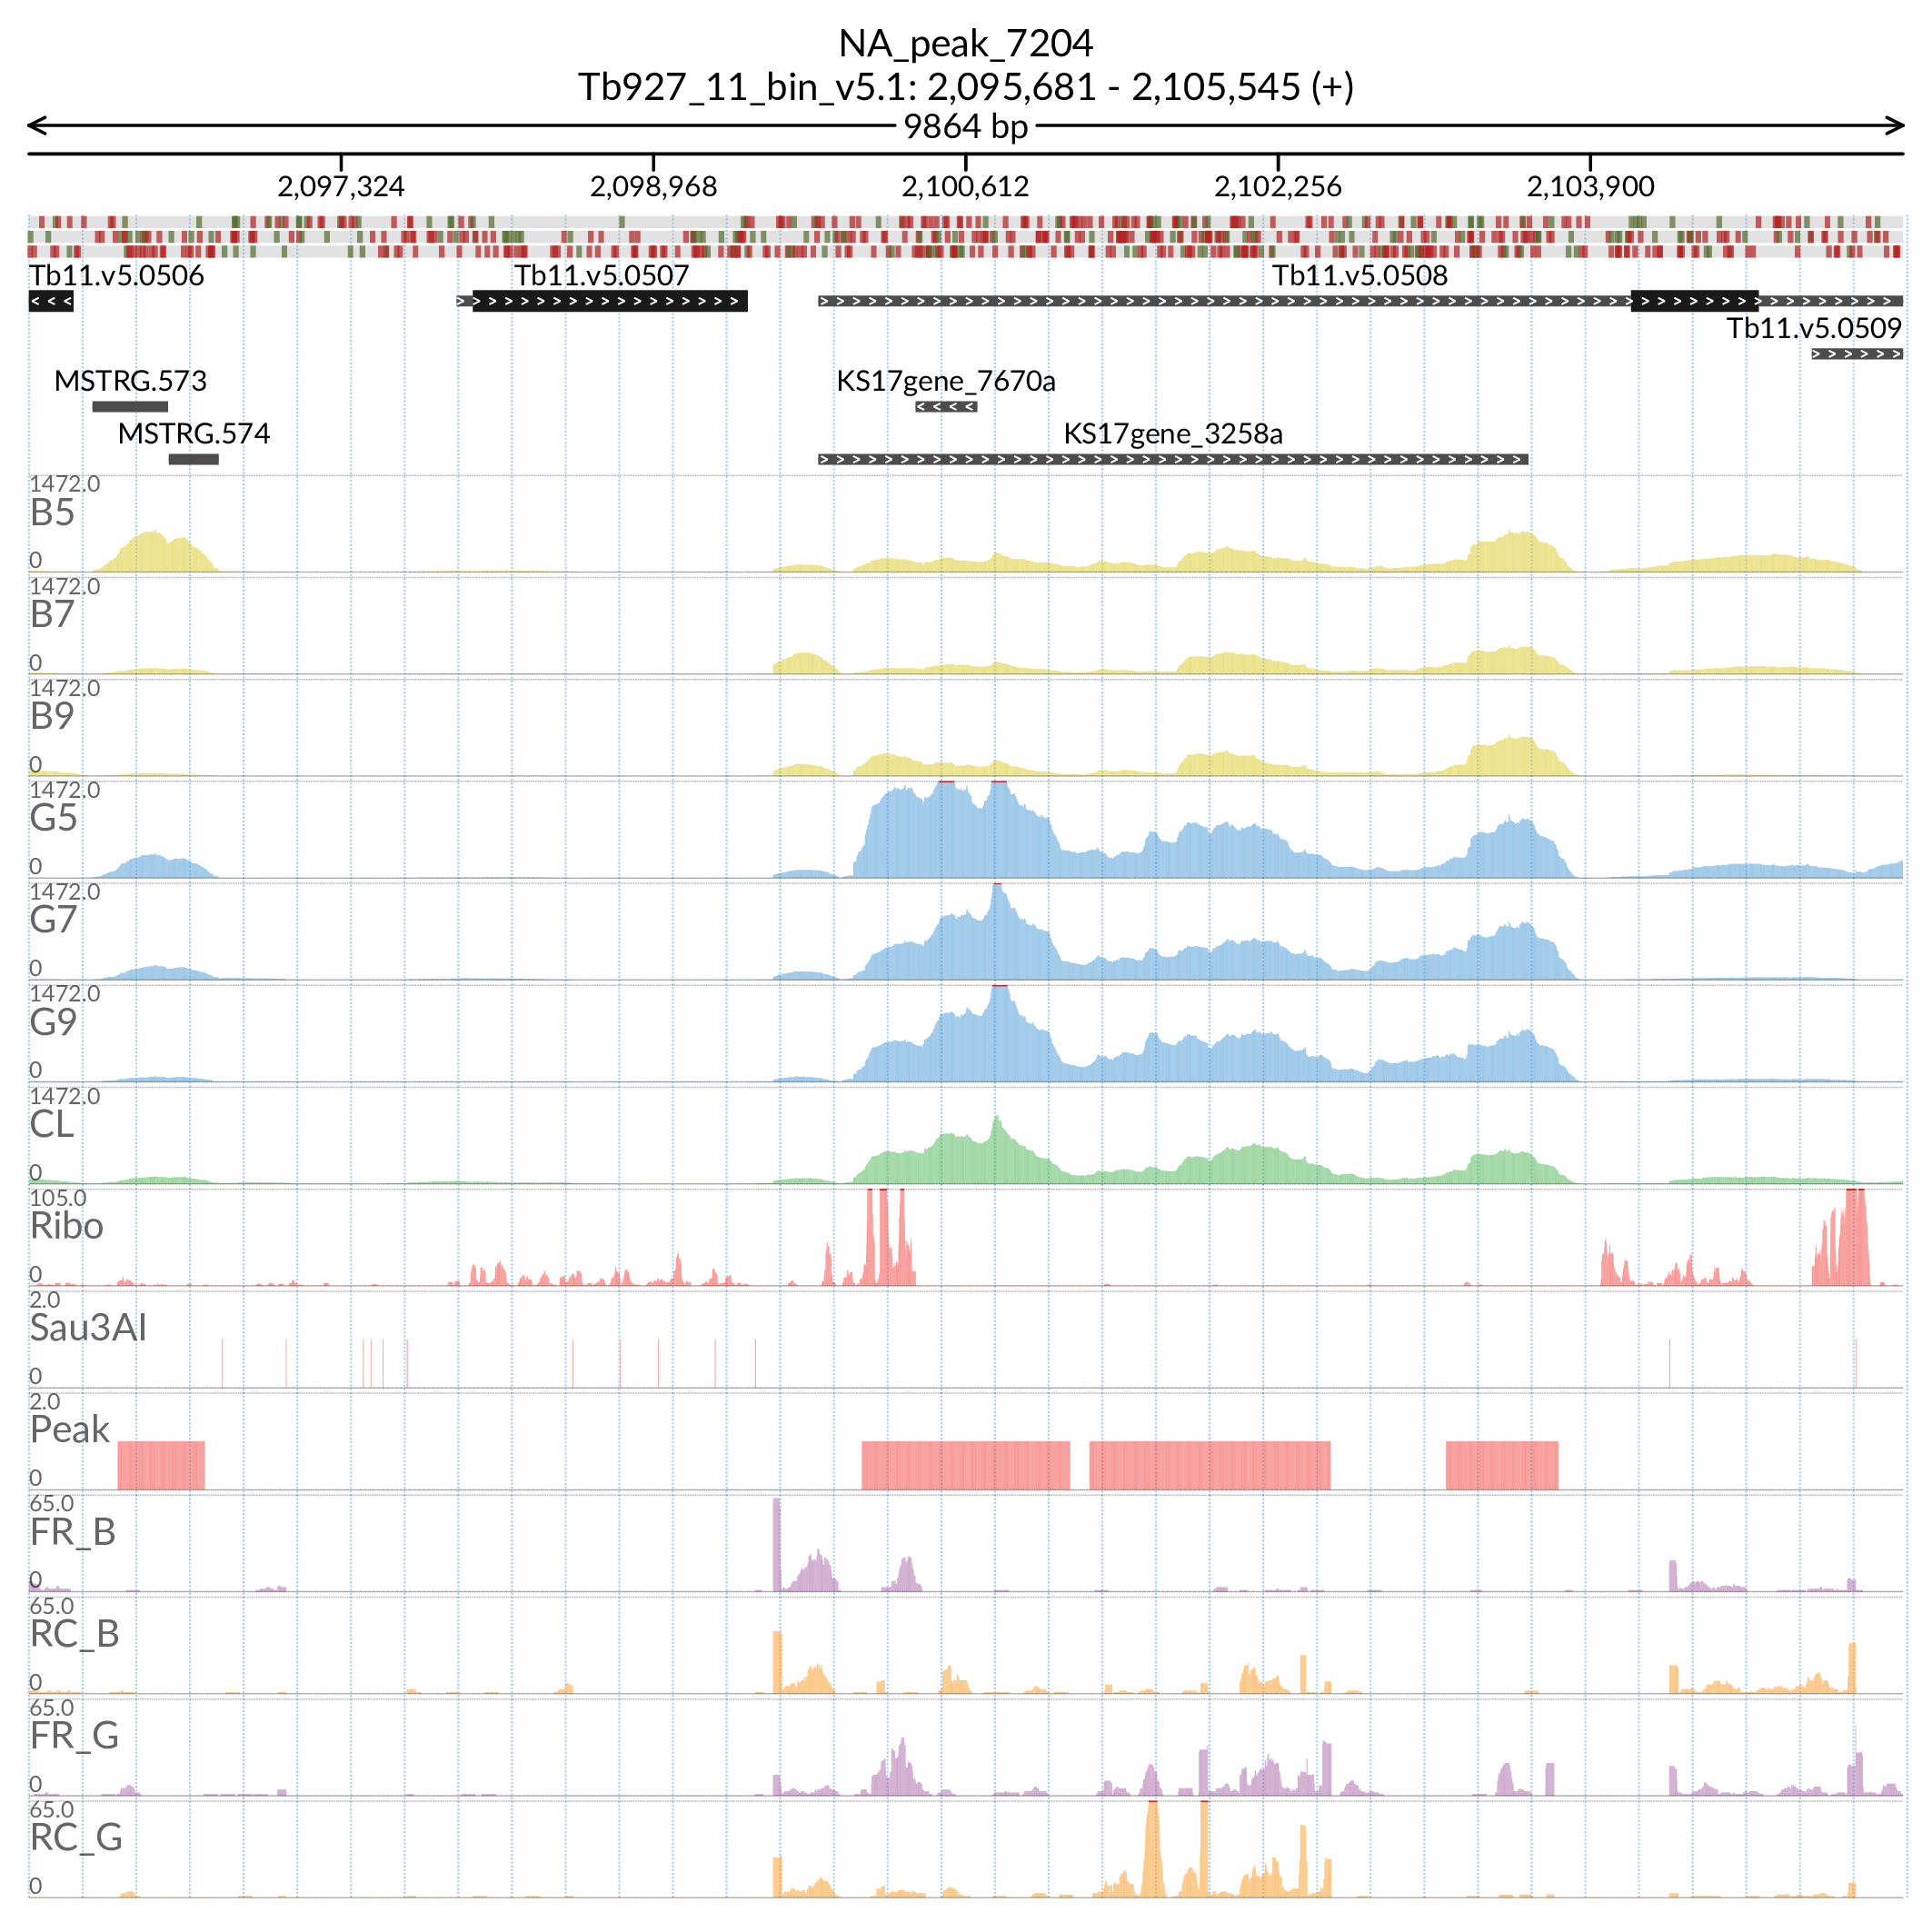 NA_peak_7204
Tb927_11_bin_v5.1: 2,095,681 - 2,105,545 (+)
9864 bp
2,097,324 2,098,968 2,100,612 2,102,256 2,103,900
Tb11.v5.0506 Tb11.v5.0507 Tb11.v5.0508
Tb11.v5.0509
MSTRG.573 KS17gene_7670a
MSTRG.574 KS17gene_3258a
1472.0
B5
0
1472.0
B7
0
1472.0
B9
0
1472.0
G5
0
1472.0
G7
0
1472.0
G9
0
1472.0
CL
0
105.0
Ribo
0
2.0
Sau3AI
0
2.0
Peak
0
65.0
FR_B
0
65.0
RC_B
0
65.0
FR_G
0
65.0
RC_G
0